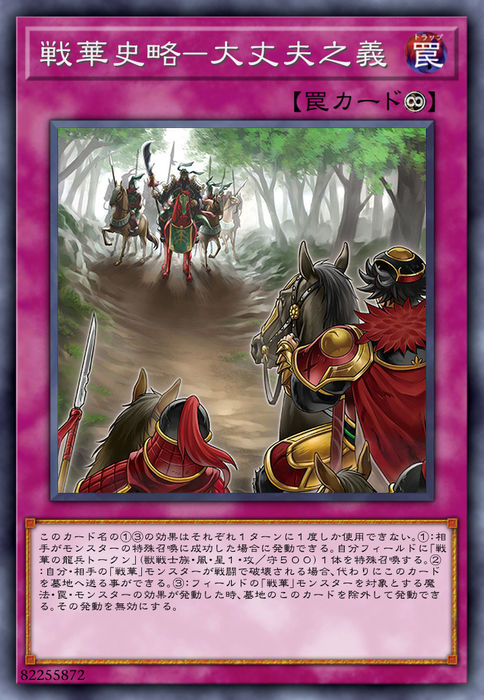 戦華史略－大丈夫之義
トラップ
罠
【罠カード】
このカード名の①③の効果はそれぞれ１ターンに１度しか使用できない。①：相
手がモンスターの特殊召喚に成功した場合に発動できる。自分フィールドに「戦
華の龍兵トークン」(獣戦士族・風・星１・攻／守５００)１体を特殊召喚する。②
：自分・相手の「戦華」モンスターが戦闘で破壊される場合、代わりにこのカード
を墓地へ送る事ができる。③：フィールドの「戦華」モンスターを対象とする魔
法・罠・モンスターの効果が発動した時、墓地のこのカードを除外して発動でき
る。その発動を無効にする。
82255872